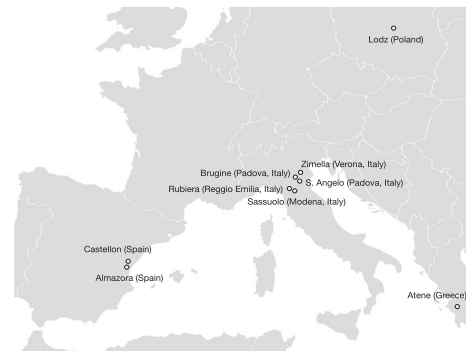 Lodz (Poland)
Zimella (Verona, Italy)
Brugine (Padova, Italy)
S. Angelo (Padova, Italy)
Rubiera (Reggio Emilia, Italy)
Sassuolo (Modena, Italy)
Castellon (Spain)
Almazora (Spain)
Atene (Greece)